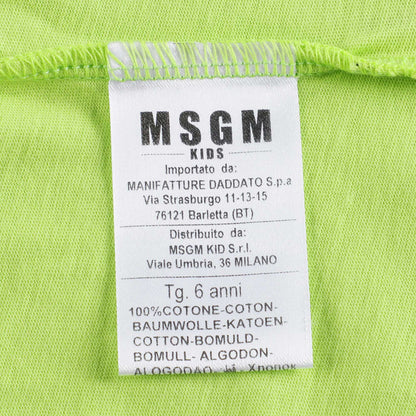 MSGM
KIDS
Importato da:
MANIFATTURE DADDATO S.p.a
Via Strasburgo 11-13-15
76121 Barletta (BT)
Distribuito da:
MSGM KID S.r.l.
Viale Umbria, 36 MILANO
Tg. 6 anni
100%COTONE-COTON-
BAUMWOLLE-KATOEN-
COTTON-BOMULD-
BOMULL- ALGODON-
ALGODAO-